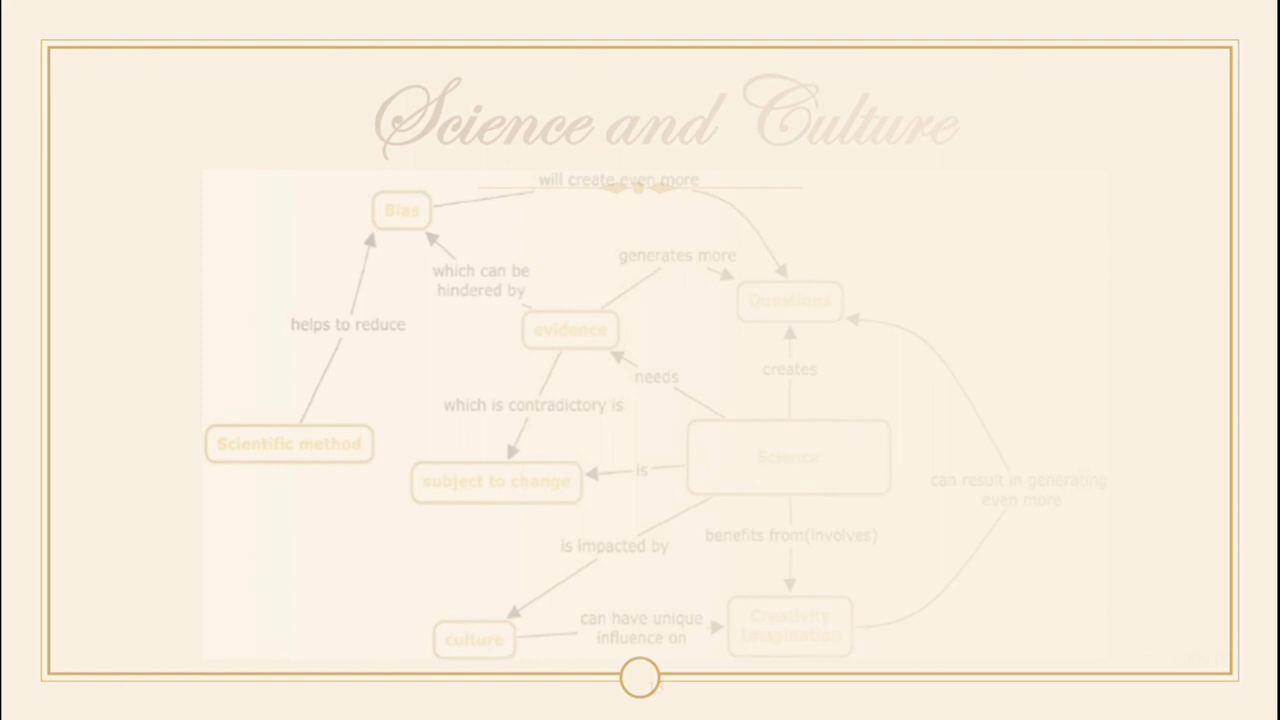 Science and Culture
will create even more
Bias
generates more
which can be
hindered by
Questions
helps to reduce
evidence
creates
needs
which is contradictory is
Scientific method
Science
is
subject to change
can result in generating
even more
benefits from(involves)
is impacted by
Creativity
Imagination
can have unique
influence on
culture